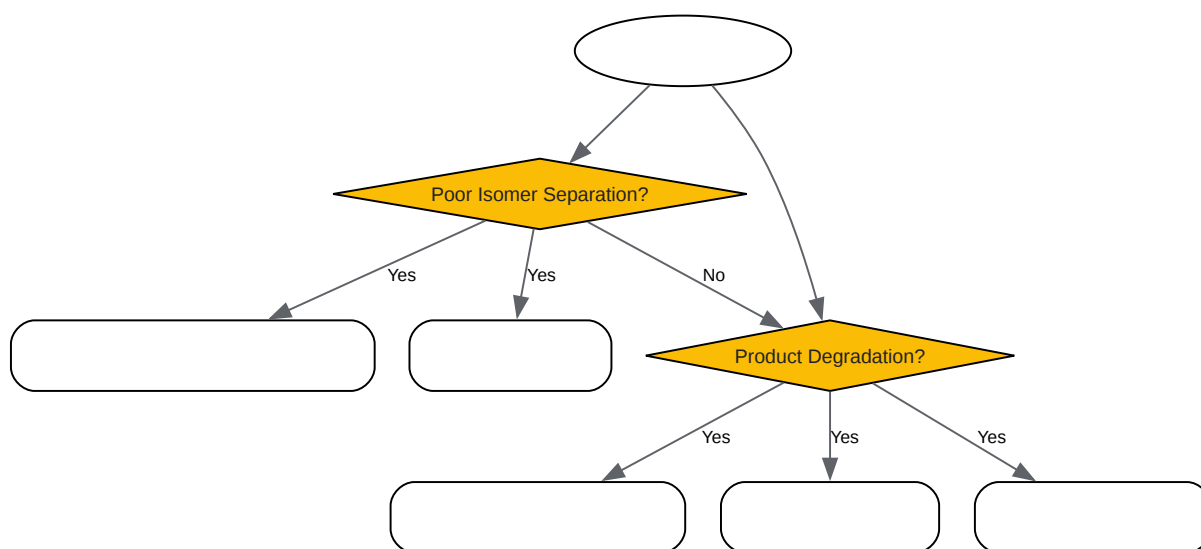 Poor Isomer Separation?
Yes
Yes
No
Product Degradation?
Yes
Yes
Yes